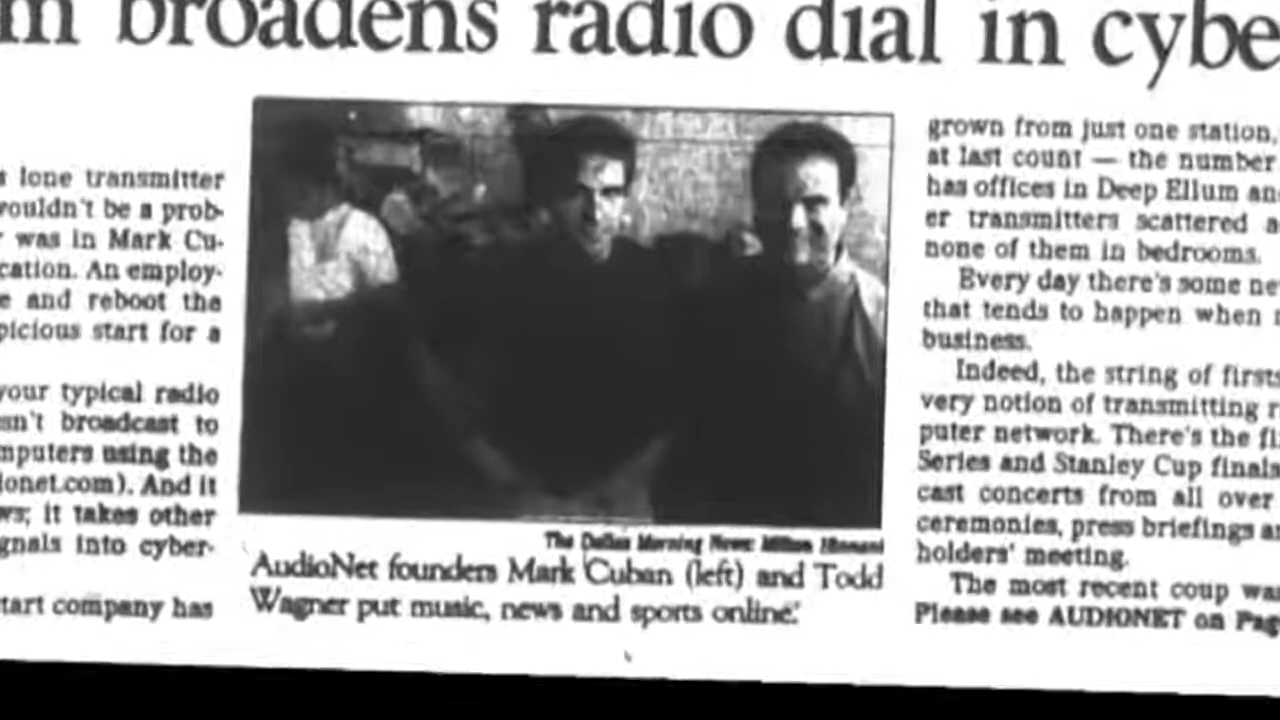 m broadens radio dial in cybe
s lone transmitter
vouldn't be a prob-
r was in Mark Cu-
cation. An employ-
e and reboot the
picious start for a
your typical radio
sn't broadcast to
mputers using the
ionet.com). And it
ws; it takes other
gnals into cyber-
tart company has
The Dallas Morning News:
AudioNet founders Mark Cuban (left) and Todd
Wagner put music, news and sports online.
grown from just one station,
at last count — the number
has offices in Deep Ellum an
er transmitters scattered a
none of them in bedrooms.
Every day there's some ne
that tends to happen when
business.
Indeed, the string of firsts
very notion of transmitting r
puter network. There's the fi
Series and Stanley Cup finals
cast concerts from all over
ceremonies, press briefings a
holders' meeting.
The most recent coup was
Please see AUDIONET on Pag